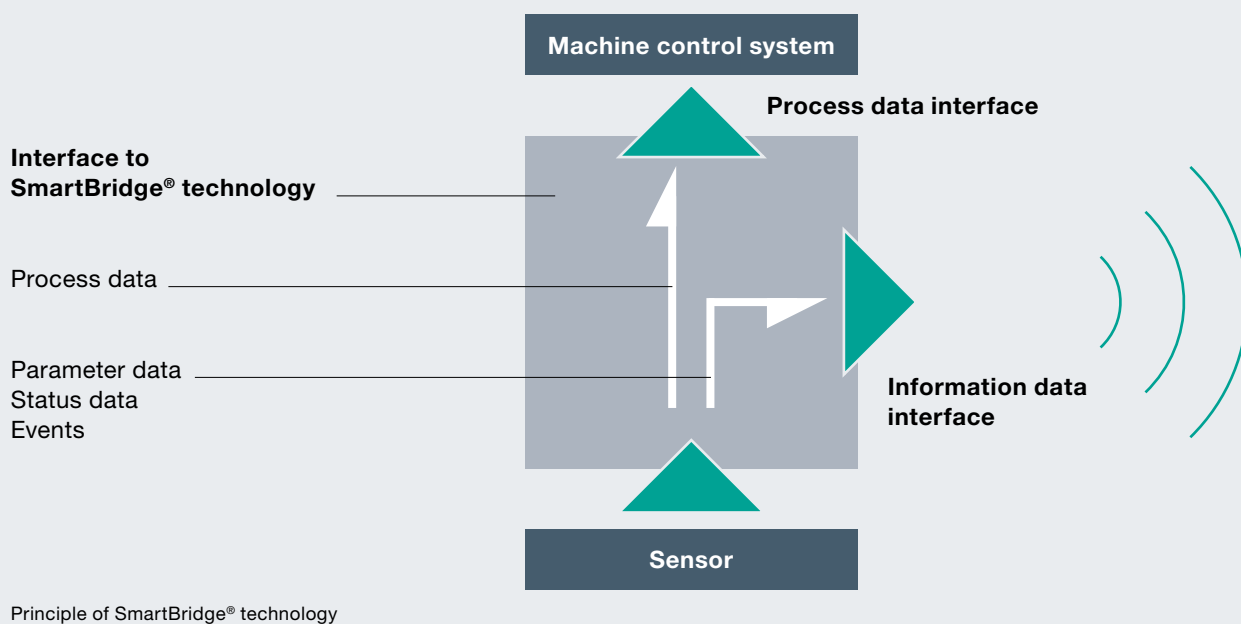 Machine control system
Process data interface
Interface to
SmartBridge® technology
Process data
Parameter data
Status data
Events
Information data
interface
Sensor
Principle of SmartBridge® technology